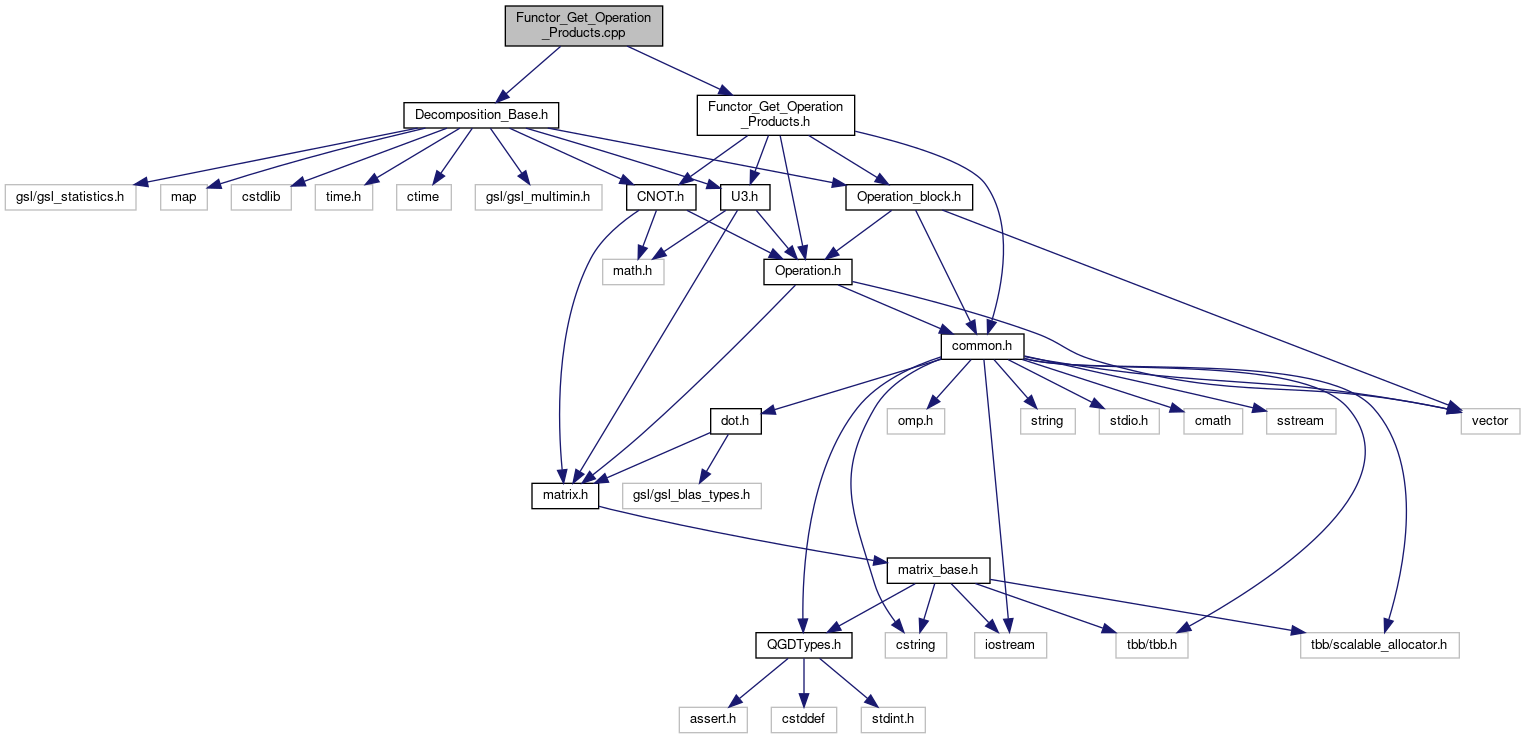 Functor_Get_Operation
_Products.cpp
Decomposition_Base.h
Functor_Get_Operation
_Products.h
gsl/gsl_statistics.h
map
cstdlib
time.h
ctime
gsl/gsl_multimin.h
CNOT.h
U3.h
Operation_block.h
math.h
Operation.h
common.h
dot.h
omp.h
string
stdio.h
cmath
sstream
vector
matrix.h
gsl/gsl_blas_types.h
matrix_base.h
QGDTypes.h
cstring
iostream
tbb/tbb.h
tbb/scalable_allocator.h
assert.h
cstddef
stdint.h